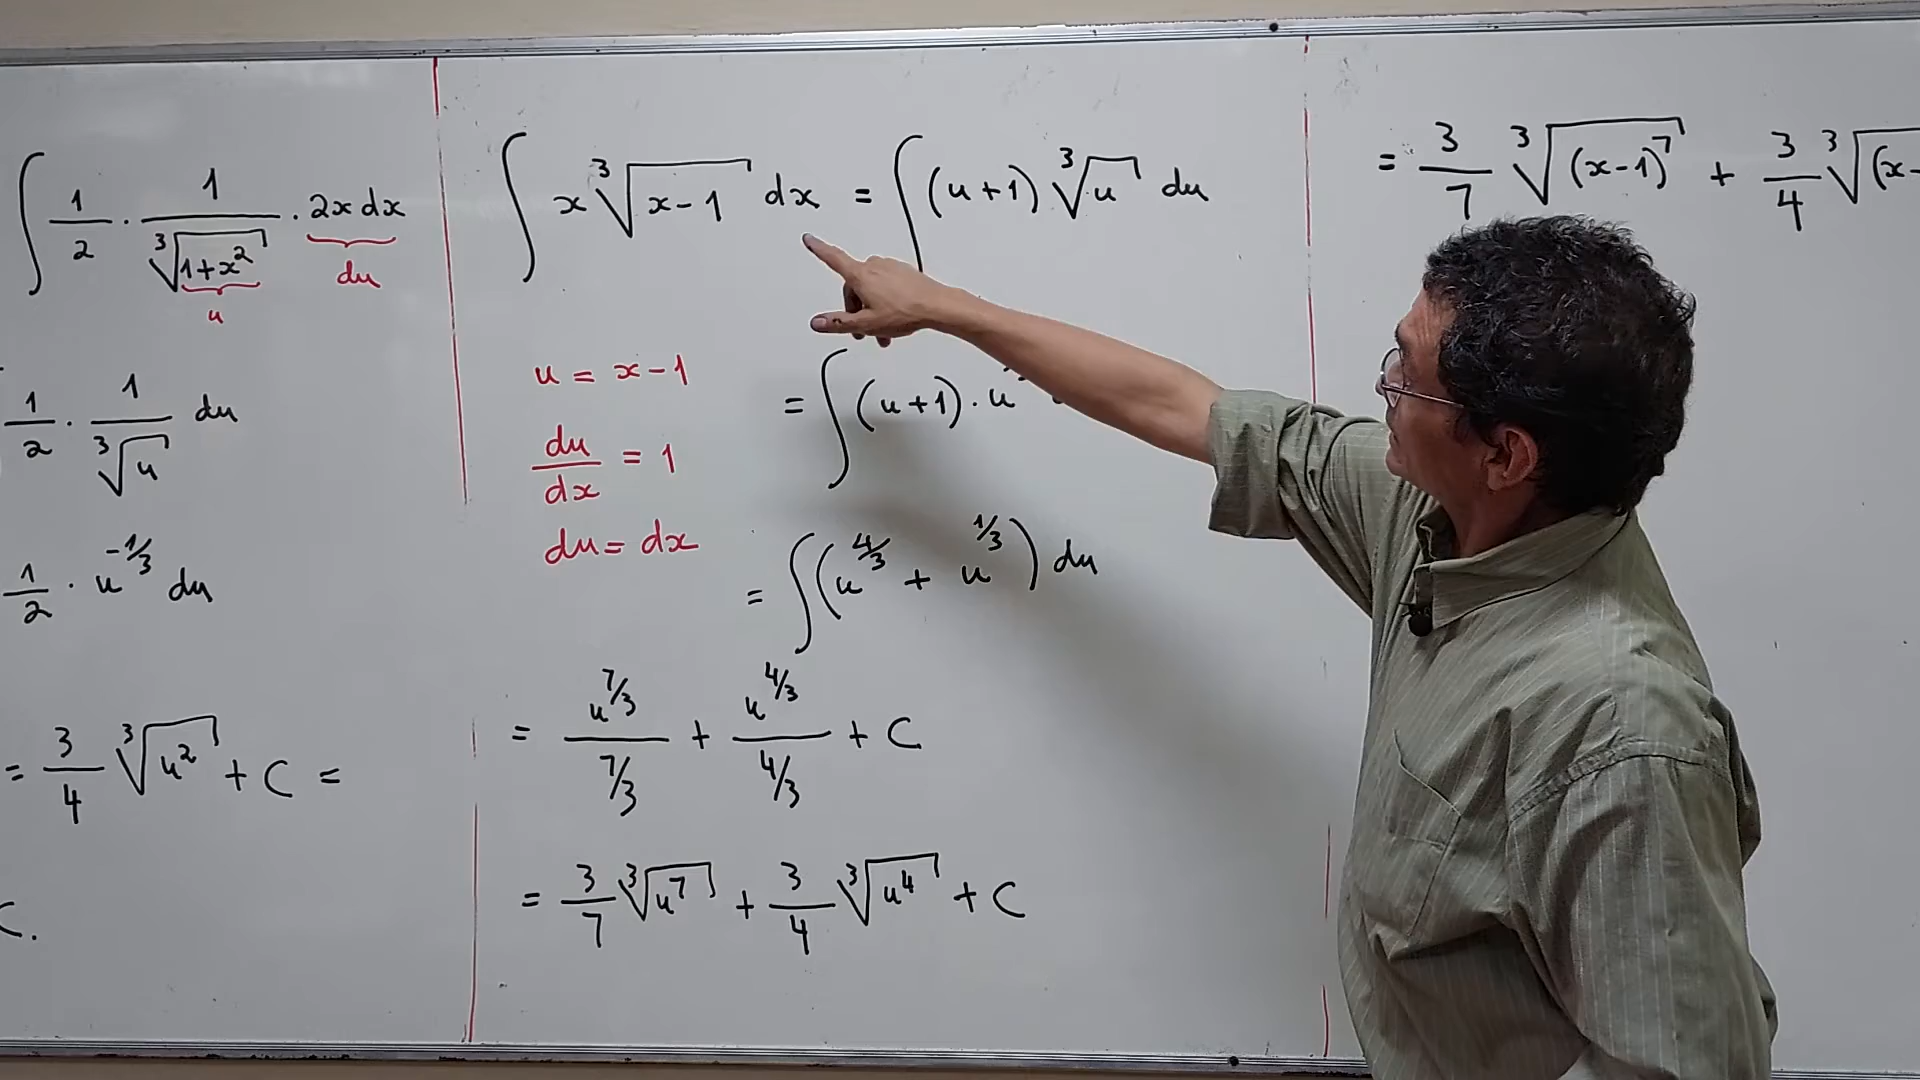 ∫ 1/2 · 1/∛(1+x²) · 2x dx
u du
1/2 · 1/∛u du
1/2 · u^(-1/3) du
= 3/4 ∛(u²) + C =
C.
∫ x ∛(x-1) dx = ∫ (u+1) ∛u du
u = x-1
= ∫ (u+1) · u
du/dx = 1
du = dx
= ∫ (u^(4/3) + u^(1/3)) du
= u^(7/3)/(7/3) + u^(4/3)/(4/3) + C
= 3/7 ∛(u⁷) + 3/4 ∛(u⁴) + C
= 3/7 ∛((x-1)⁷) + 3/4 ∛(x-